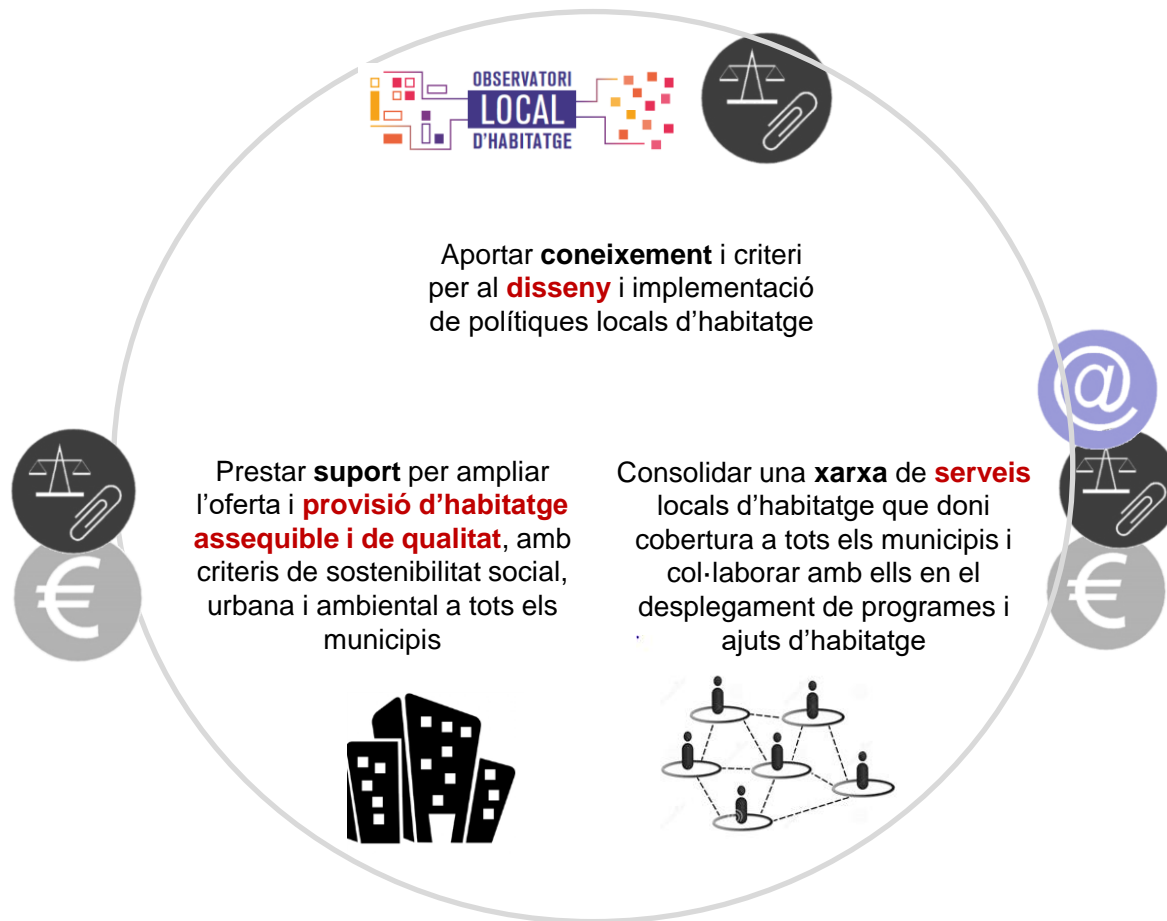 OBSERVATORI
LOCAL
D'HABITATGE
Aportar coneixement i criteri
per al disseny i implementació
de polítiques locals d’habitatge
@
Prestar suport per ampliar
l’oferta i provisió d’habitatge
assequible i de qualitat, amb
criteris de sostenibilitat social,
urbana i ambiental a tots els
municipis
€
Consolidar una xarxa de serveis
locals d’habitatge que doni
cobertura a tots els municipis i
col·laborar amb ells en el
desplegament de programes i
ajuts d’habitatge
€